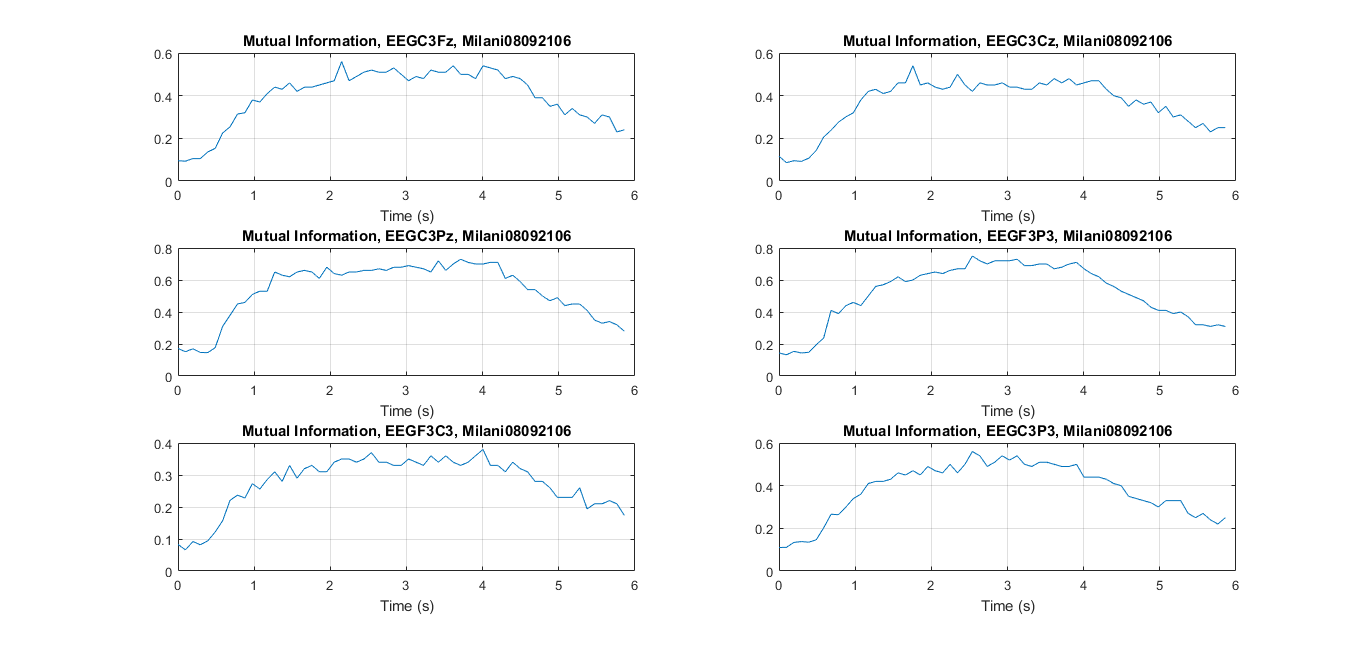 Mutual Information, EEGC3Fz, Milani08092106
0.6
0.4
0.2
0
0 1 2 3 4 5 6
Time (s)
Mutual Information, EEGC3Cz, Milani08092106
0.6
0.4
0.2
0
0 1 2 3 4 5 6
Time (s)
Mutual Information, EEGC3Pz, Milani08092106
0.8
0.6
0.4
0.2
0
0 1 2 3 4 5 6
Time (s)
Mutual Information, EEGF3P3, Milani08092106
0.8
0.6
0.4
0.2
0
0 1 2 3 4 5 6
Time (s)
Mutual Information, EEGF3C3, Milani08092106
0.4
0.3
0.2
0.1
0
0 1 2 3 4 5 6
Time (s)
Mutual Information, EEGC3P3, Milani08092106
0.6
0.4
0.2
0
0 1 2 3 4 5 6
Time (s)